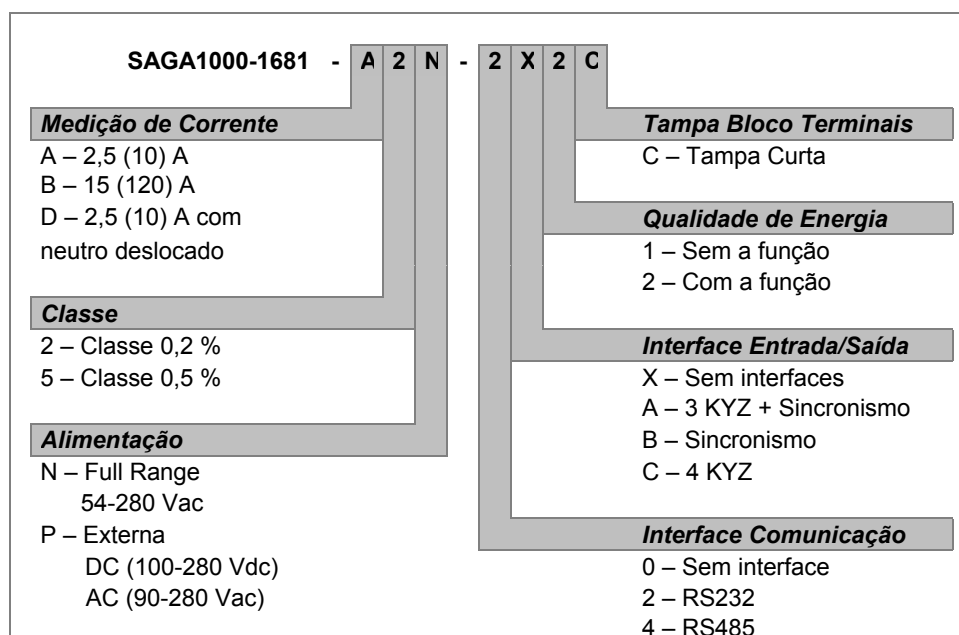 SAGA1000-1681 - A 2 N - 2 X 2 C
Medição de Corrente
A – 2,5 (10) A
B – 15 (120) A
D – 2,5 (10) A com
neutro deslocado
Classe
2 – Classe 0,2 %
5 – Classe 0,5 %
Alimentação
N – Full Range
54-280 Vac
P – Externa
DC (100-280 Vdc)
AC (90-280 Vac)
Tampa Bloco Terminais
C – Tampa Curta
Qualidade de Energia
1 – Sem a função
2 – Com a função
Interface Entrada/Saída
X – Sem interfaces
A – 3 KYZ + Sincronismo
B – Sincronismo
C – 4 KYZ
Interface Comunicação
0 – Sem interface
2 – RS232
4 – RS485